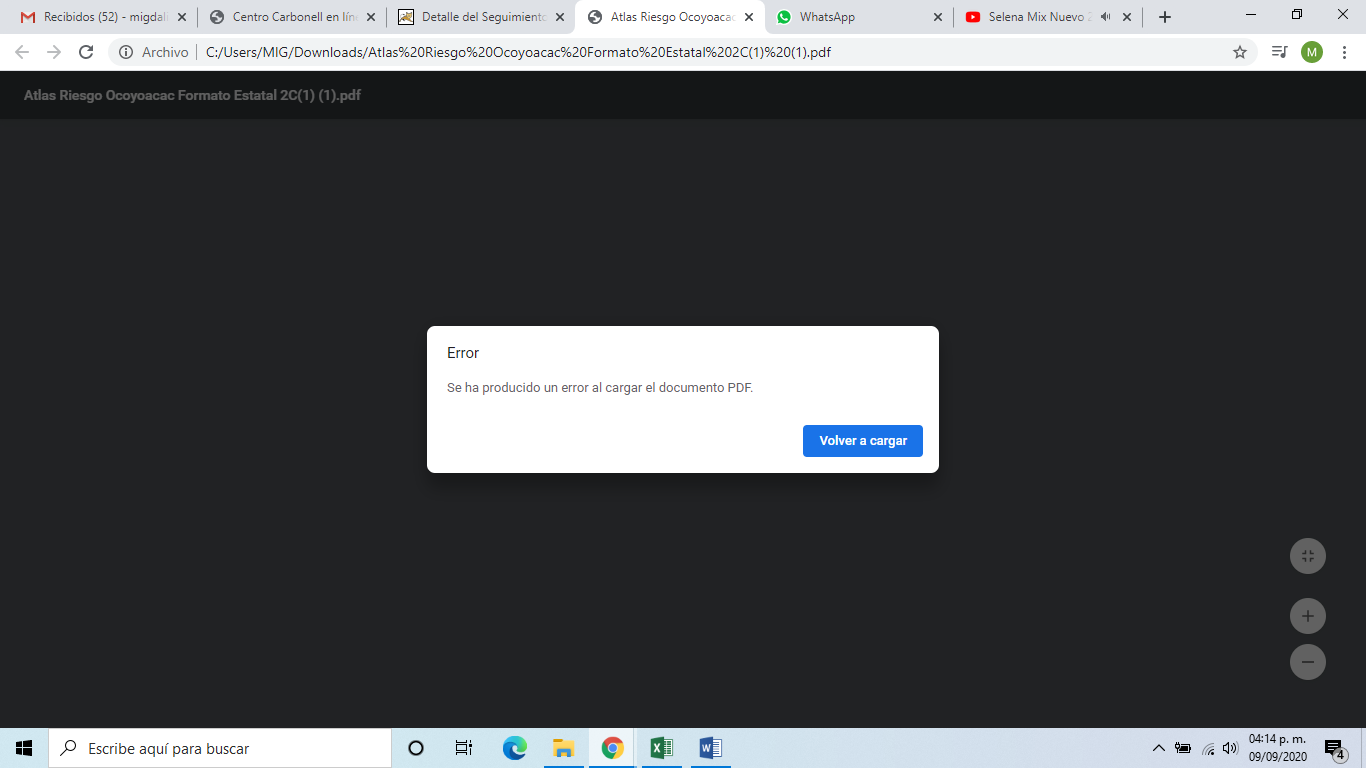 Recibidos (52) - migdal
Centro Carbonell en lín
Detalle del Seguimiento
Atlas Riesgo Ocoyoacac
WhatsApp
Selena Mix Nuevo 2
Archivo
C:/Users/MIG/Downloads/Atlas%20Riesgo%20Ocoyoacac%20Formato%20Estatal%202C(1)%20(1).pdf
M
Atlas Riesgo Ocoyoacac Formato Estatal 2C(1) (1).pdf
Error
Se ha producido un error al cargar el documento PDF.
Volver a cargar
Escribe aquí para buscar
04:14 p. m.
09/09/2020
4